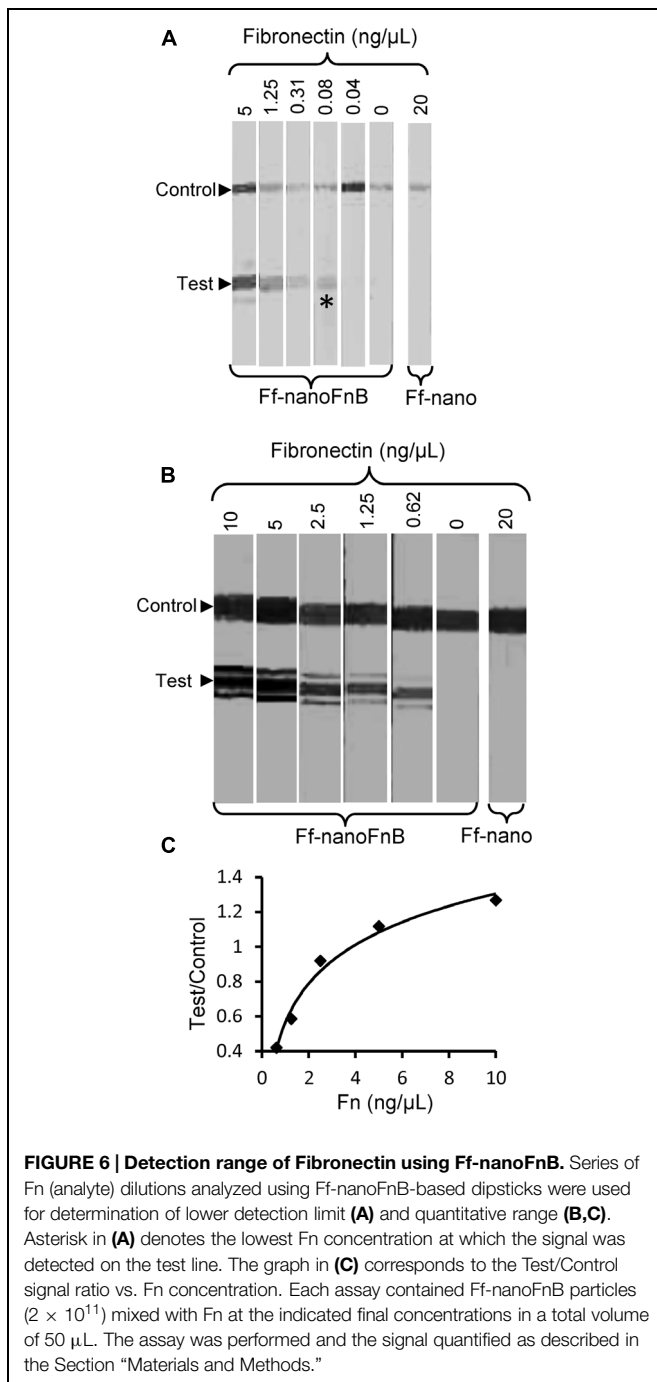 A
Fibronectin (ng/µL)
5 1.25 0.31 0.08 0.04 0 20
Control
Test
*
Ff-nanoFnB Ff-nano
B
Fibronectin (ng/µL)
10 5 2.5 1.25 0.62 0 20
Control
Test
Ff-nanoFnB Ff-nano
C
1.4
1.2
1
0.8
0.6
0.4
Test/Control
0 2 4 6 8 10
Fn (ng/µL)
FIGURE 6 | Detection range of Fibronectin using Ff-nanoFnB. Series of
Fn (analyte) dilutions analyzed using Ff-nanoFnB-based dipsticks were used
for determination of lower detection limit (A) and quantitative range (B,C).
Asterisk in (A) denotes the lowest Fn concentration at which the signal was
detected on the test line. The graph in (C) corresponds to the Test/Control
signal ratio vs. Fn concentration. Each assay contained Ff-nanoFnB particles
(2 × 10¹¹) mixed with Fn at the indicated final concentrations in a total volume
of 50 µL. The assay was performed and the signal quantified as described in
the Section “Materials and Methods.”